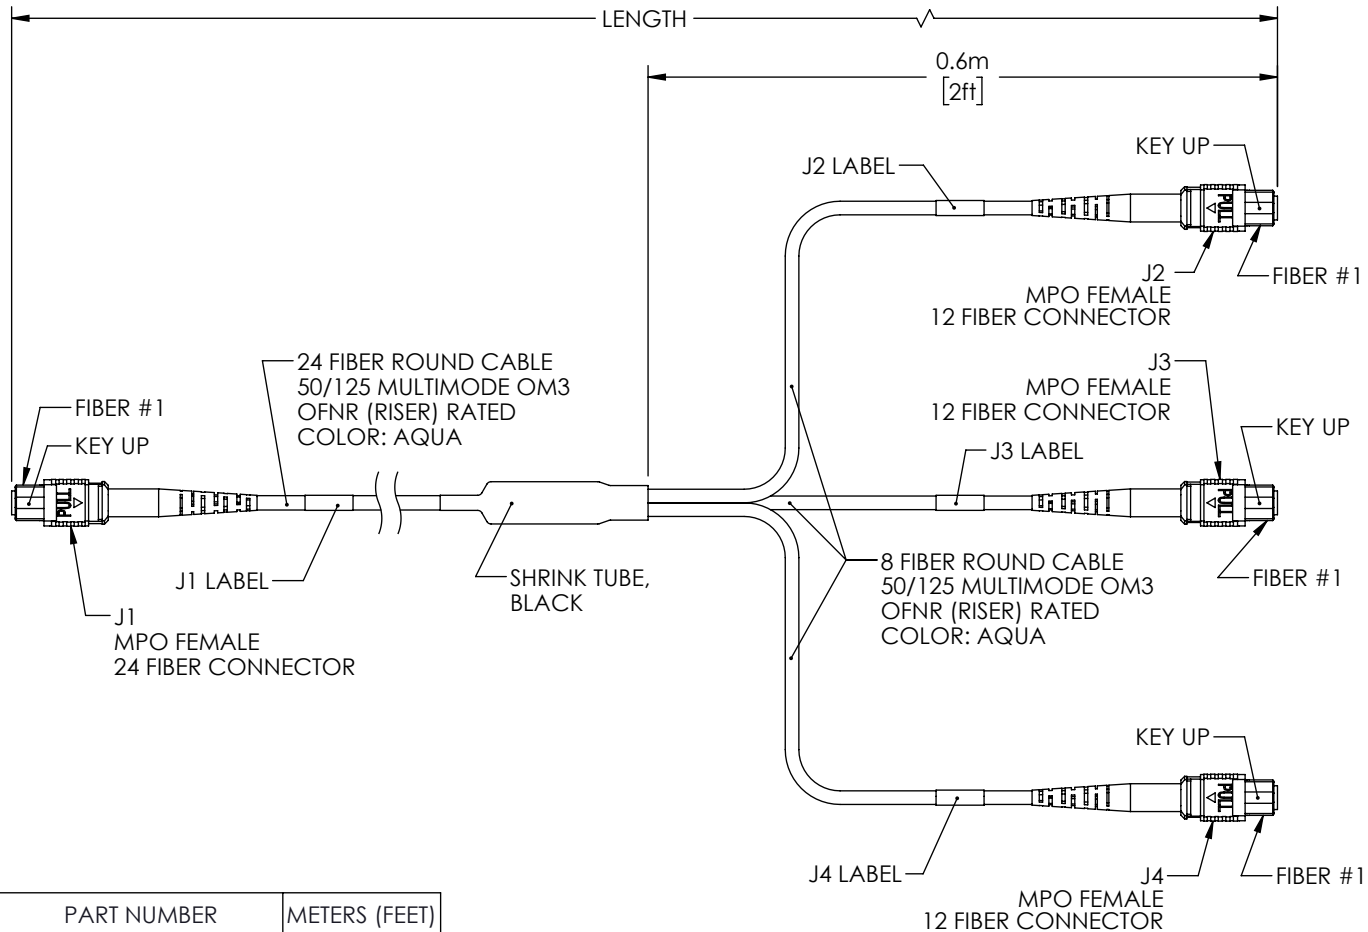 LENGTH
0.6m
[2ft]
KEY UP
J2 LABEL
PULL
J2
MPO FEMALE
12 FIBER CONNECTOR
FIBER #1
24 FIBER ROUND CABLE
50/125 MULTIMODE OM3
OFNR (RISER) RATED
COLOR: AQUA
J3
MPO FEMALE
12 FIBER CONNECTOR
FIBER #1
KEY UP
KEY UP
J3 LABEL
PULL
PULL
J1 LABEL
SHRINK TUBE,
BLACK
8 FIBER ROUND CABLE
50/125 MULTIMODE OM3
OFNR (RISER) RATED
COLOR: AQUA
FIBER #1
J1
MPO FEMALE
24 FIBER CONNECTOR
KEY UP
PULL
J4 LABEL
J4
MPO FEMALE
12 FIBER CONNECTOR
FIBER #1
PART NUMBER
METERS (FEET)